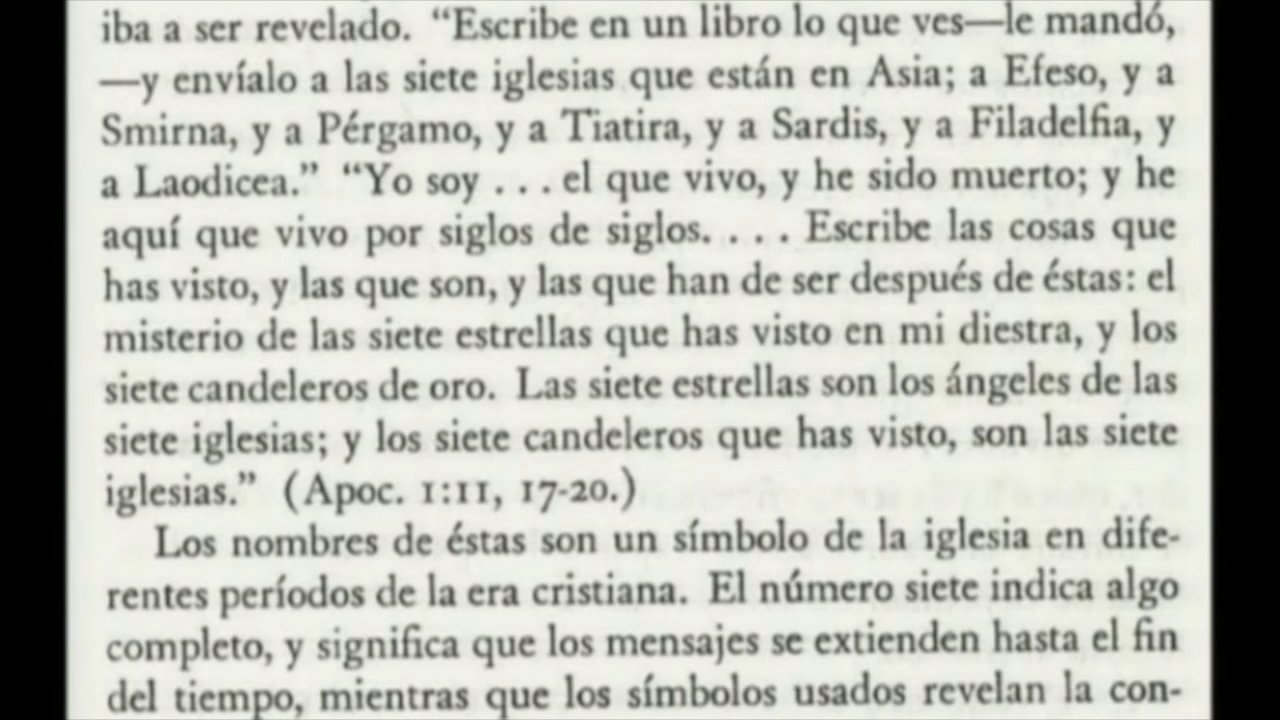 iba a ser revelado. “Escribe en un libro lo que ves—le mandó,
—y envíalo a las siete iglesias que están en Asia; a Efeso, y a
Smirna, y a Pérgamo, y a Tiatira, y a Sardis, y a Filadelfia, y
a Laodicea.” “Yo soy . . . el que vivo, y he sido muerto; y he
aquí que vivo por siglos de siglos. . . . Escribe las cosas que
has visto, y las que son, y las que han de ser después de éstas: el
misterio de las siete estrellas que has visto en mi diestra, y los
siete candeleros de oro. Las siete estrellas son los ángeles de las
siete iglesias; y los siete candeleros que has visto, son las siete
iglesias.” (Apoc. 1:11, 17-20.)
Los nombres de éstas son un símbolo de la iglesia en dife-
rentes períodos de la era cristiana. El número siete indica algo
completo, y significa que los mensajes se extienden hasta el fin
del tiempo, mientras que los símbolos usados revelan la con-